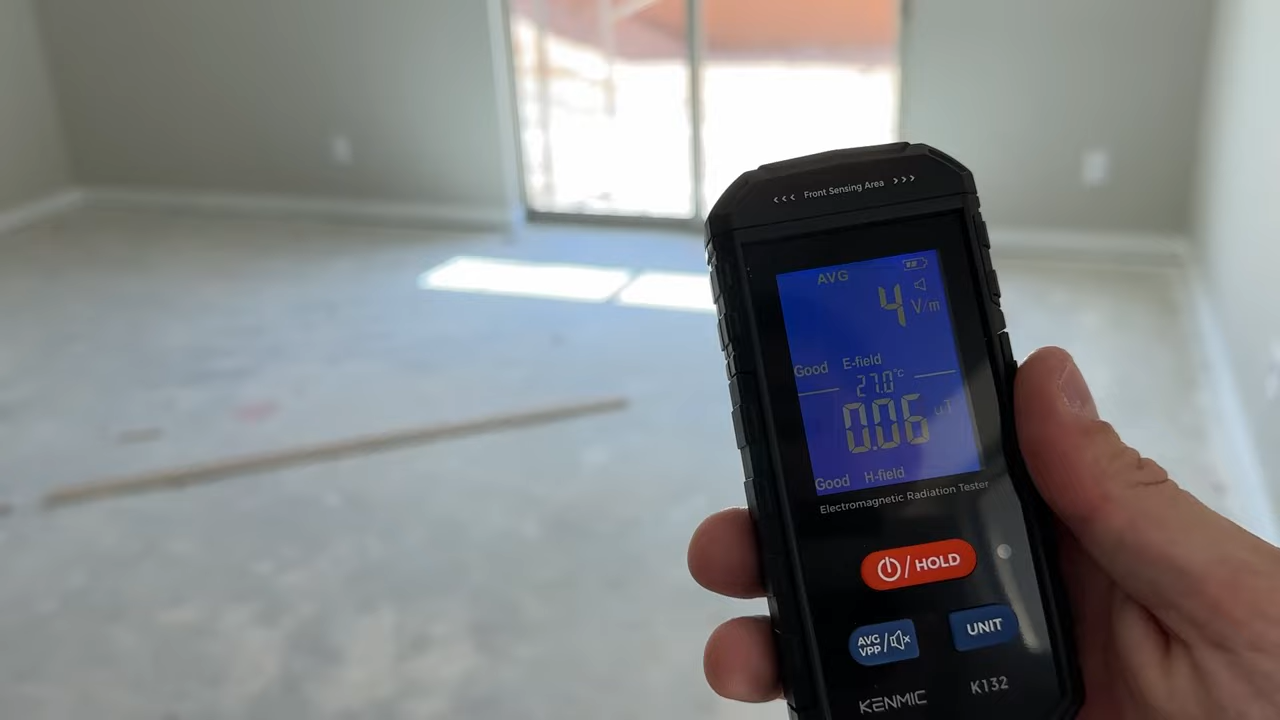 <<< Front Sensing Area >>>
AVG
4 V/m
Good E-field
27.0°C
0.06 uT
Good H-field
Electromagnetic Radiation Tester
/ HOLD
AVG
VPP /
UNIT
KENMIC K132